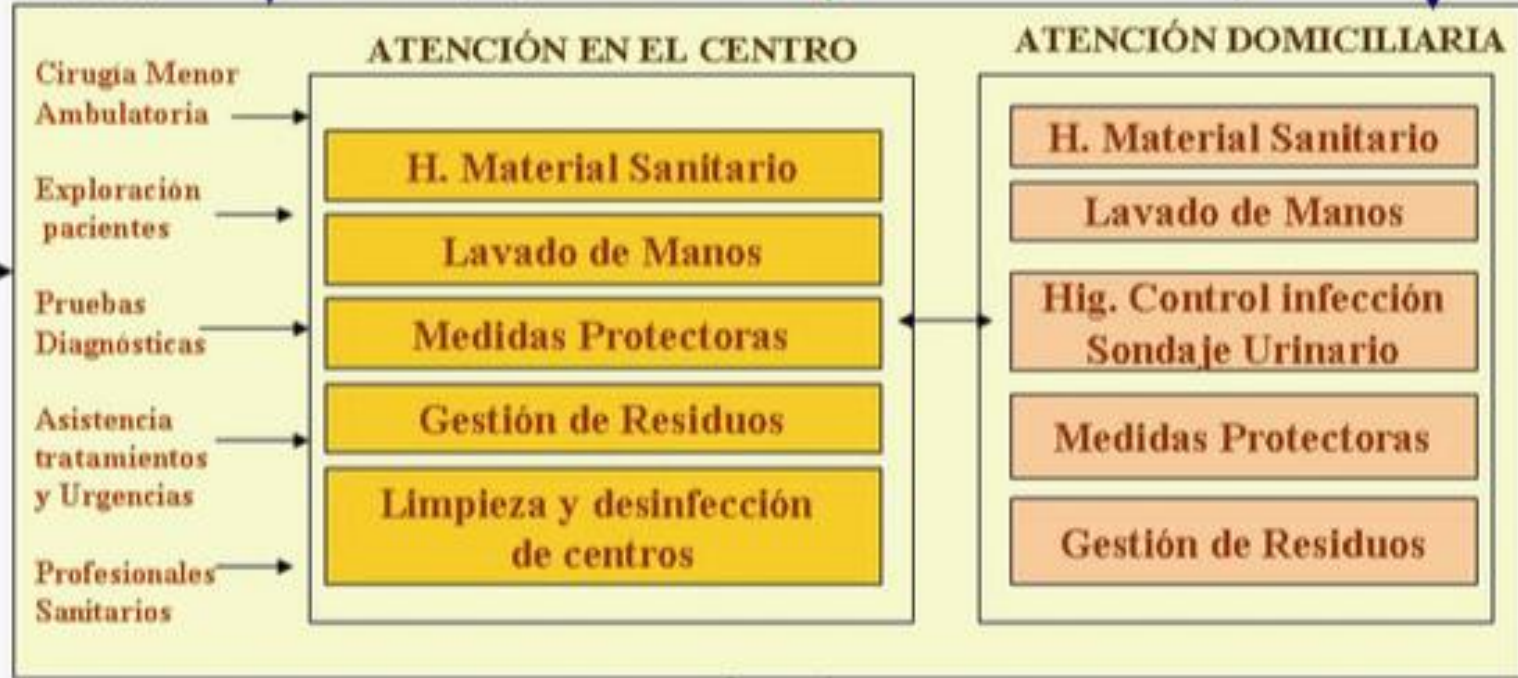 ATENCIÓN EN EL CENTRO
ATENCIÓN DOMICILIARIA
Cirugía Menor
Ambulatoria
Exploración
pacientes
Pruebas
Diagnósticas
Asistencia
tratamientos
y Urgencias
Profesionales
Sanitarios
H. Material Sanitario
Lavado de Manos
Medidas Protectoras
Gestión de Residuos
Limpieza y desinfección
de centros
H. Material Sanitario
Lavado de Manos
Hig. Control infección
Sondaje Urinario
Medidas Protectoras
Gestión de Residuos